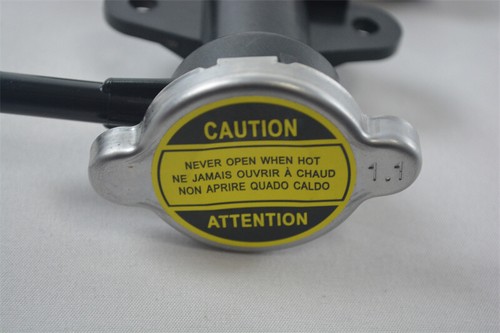 CAUTION
NEVER OPEN WHEN HOT
NE JAMAIS OUVRIR À CHAUD
NON APRIRE QUADO CALDO
ATTENTION
1.1